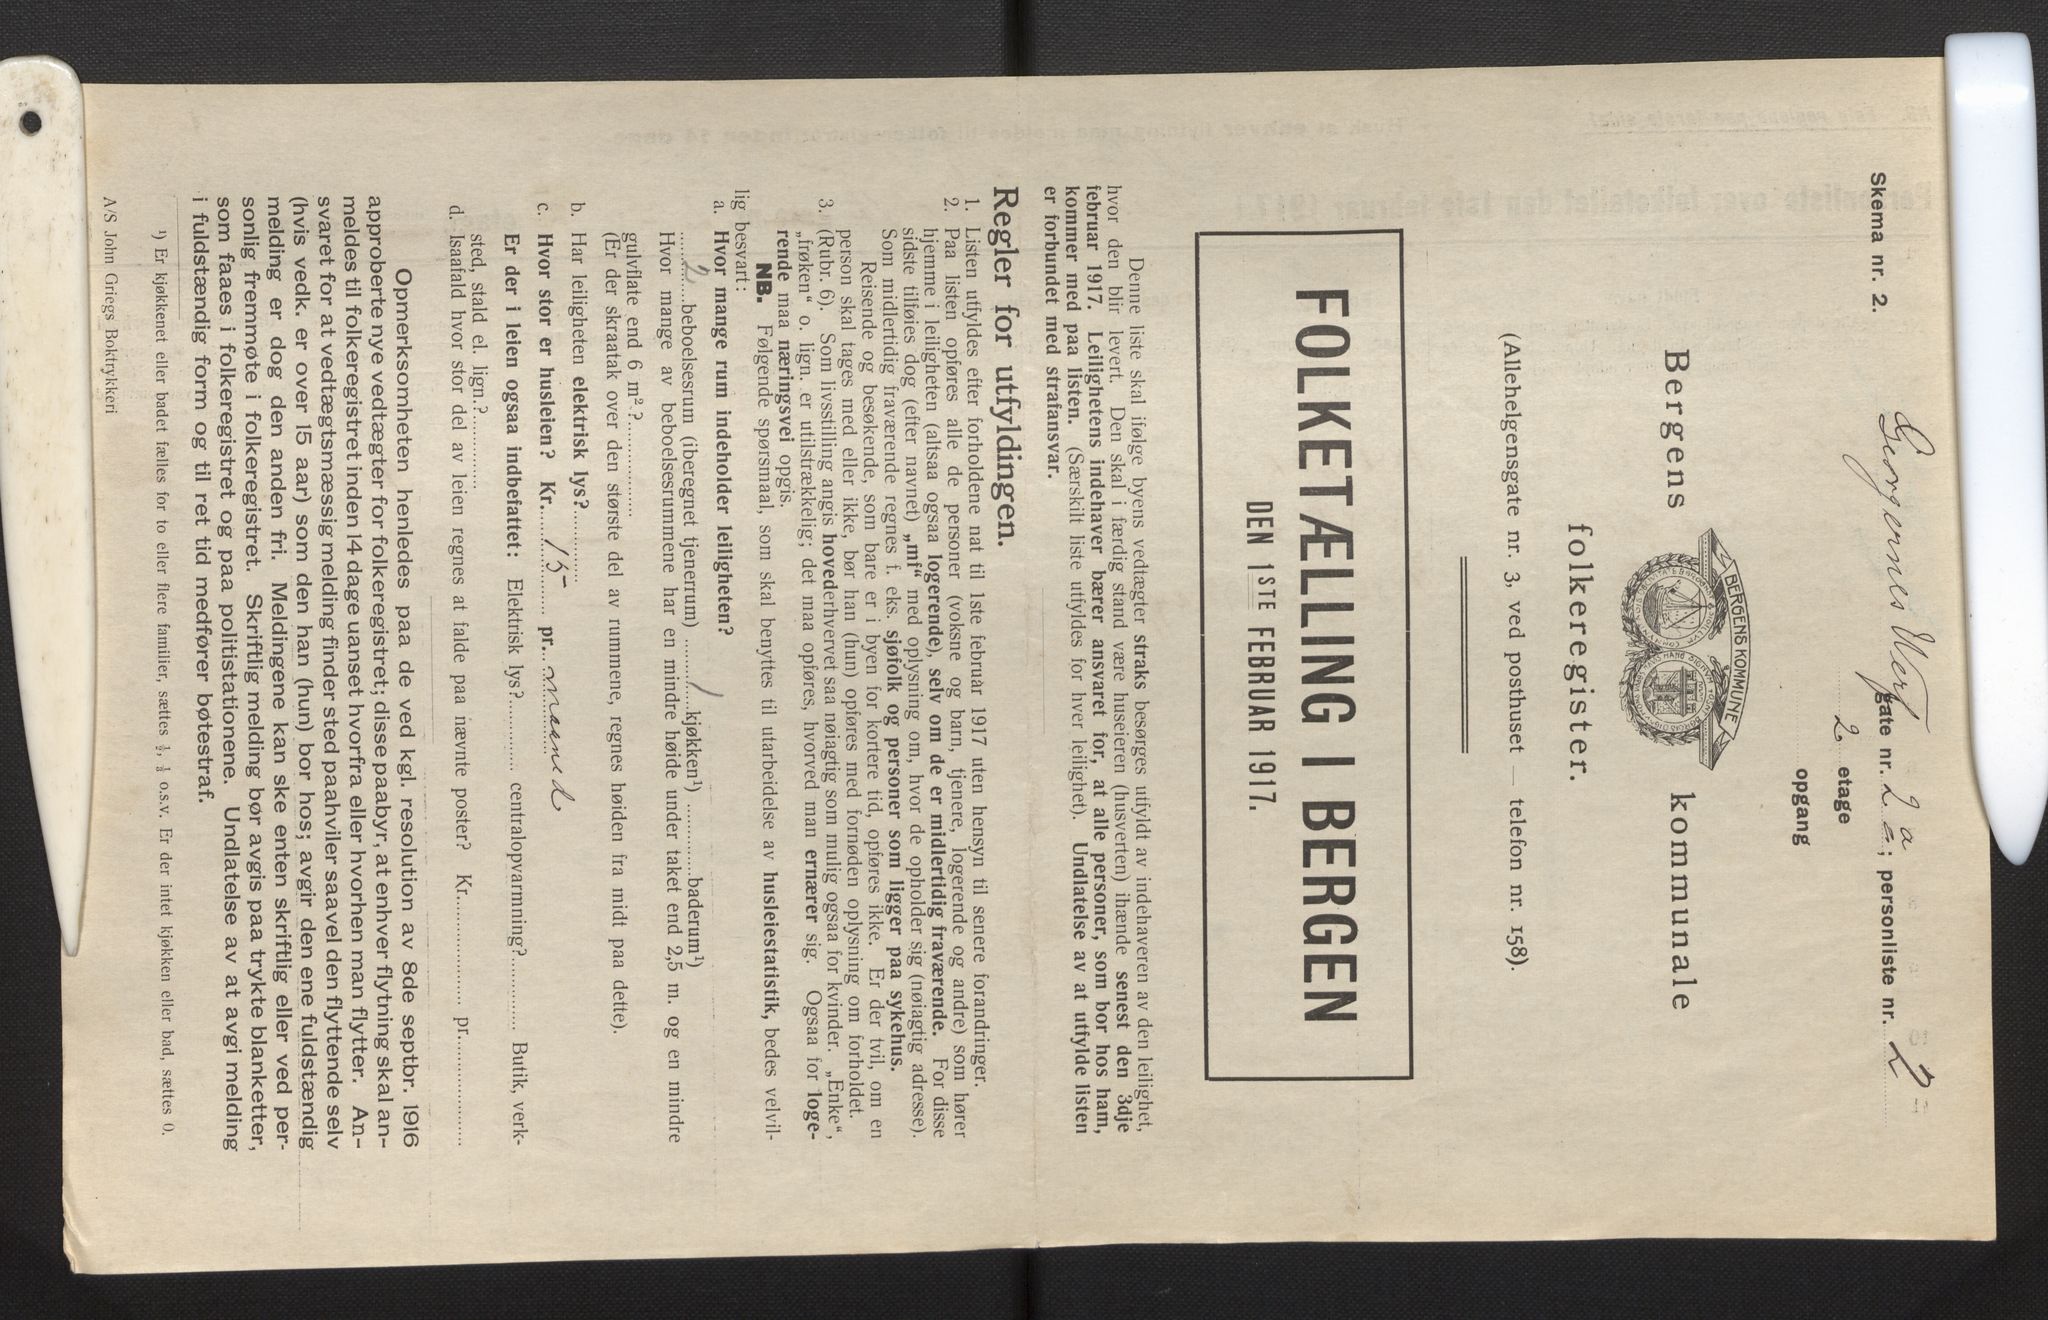 Skema nr. 2.
Georgernes Verf gate nr. 2 a; personliste nr. 2
2 etage
opgang
BERGENS KOMMUNE
Bergens kommunale
folkeregister.
(Allehelgensgate nr. 3, ved posthuset — telefon nr. 158).
FOLKETÆLLING I BERGEN
DEN 1STE FEBRUAR 1917.
Denne liste skal ifølge byens vedtægter straks besørges utfyldt av indehaveren av den leilighet,
hvor den blir levert. Den skal i færdig stand være huseieren (husverten) ihænde senest den 3dje
februar 1917. Leilighetens indehaver bærer ansvaret for, at alle personer, som bor hos ham,
kommer med paa listen. (Særskilt liste utfyldes for hver leilighet). Undlatelse av at utfylde listen
er forbundet med strafansvar.
Regler for utfyldingen.
1. Listen utfyldes efter forholdene nat til 1ste februar 1917 uten hensyn til senere forandringer.
2. Paa listen opføres alle de personer (voksne og barn, tjenere, logerende og andre) som hører
hjemme i leiligheten (altsaa ogsaa logerende), selv om de er midlertidig fraværende. For disse
sidste tilføies dog (efter navnet) „mf“ med oplysning om, hvor de opholder sig (nøiagtig adresse).
Som midlertidig fraværende regnes f. eks. sjøfolk og personer som ligger paa sykehus.
Reisende og besøkende, som bare er i byen for kortere tid, opføres ikke. Er der tvil, om en
person skal tages med eller ikke, bør han (hun) opføres med fornøden oplysning om forholdet.
3. (Rubr. 6). Som livsstilling angis hovederhvervet saa nøiagtig som mulig ogsaa for kvinder. „Enke“,
„frøken“ o. lign. er utilstrækkelig; det maa opføres, hvorved man ernærer sig. Ogsaa for loge-
rende maa næringsvei opgis.
NB. Følgende spørsmaal, som skal benyttes til utarbeidelse av husleiestatistik, bedes velvil-
lig besvart:
a. Hvor mange rum indeholder leiligheten?
2 beboelsesrum (iberegnet tjenerrum) 1 kjøkken¹) baderum¹)
Hvor mange av beboelsesrummene har en mindre høide under taket end 2,5 m. og en mindre
gulvflate end 6 m²?
(Er der skraatak over den største del av rummene, regnes høiden fra midt paa dette).
b. Har leiligheten elektrisk lys?
c. Hvor stor er husleien? Kr. 15- pr. maaned
Er der i leien ogsaa indbefattet: Elektrisk lys? centralopvarmning? Butik, verk-
sted, stald el. lign.?
d. Isaafald hvor stor del av leien regnes at falde paa nævnte poster? Kr. pr.
Opmerksomheten henledes paa de ved kgl. resolution av 8de septbr. 1916
approberte nye vedtægter for folkeregistret; disse paabyr, at enhver flytning skal an-
meldes til folkeregistret inden 14 dage uanset hvorfra eller hvorhen man flytter. An-
svaret for at vedtægtsmæssig melding finder sted paahviler saavel den flyttende selv
(hvis vedk. er over 15 aar) som den han (hun) bor hos; avgir den ene fuldstændig
melding er dog den anden fri. Meldingene kan ske enten skriftlig eller ved per-
sonlig fremmøte i folkeregistret. Skriftlig melding bør avgis paa trykte blanketter,
som faaes i folkeregistret og paa politistationene. Undlatelse av at avgi melding
i fuldstændig form og til ret tid medfører bøtestraf.
¹) Er kjøkkenet eller badet fælles for to eller flere familier, sættes ½, ⅓ o.s.v. Er der intet kjøkken eller bad, sættes 0.
A/S John Griegs Boktrykkeri